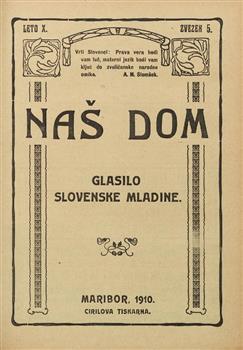 LETO X.
ZVEZEK 5.
Vrli Slovenci! Prava vera bodi
vam luč, materni jezik bodi vam
ključ do zveličanske narodne
omike. A. M. Slomšek.
NAŠ DOM
GLASILO
SLOVENSKE MLADINE.
MARIBOR, 1910.
CIRILOVA TISKARNA.